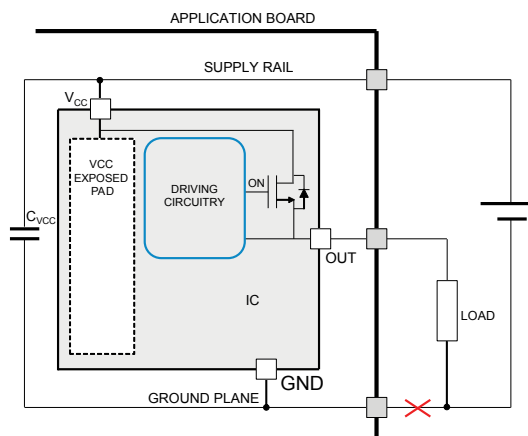 APPLICATION BOARD
SUPPLY RAIL
VCC
VCC
EXPOSED
PAD
DRIVING
CIRCUITRY
ON
CVCC
OUT
IC
LOAD
GND
GROUND PLANE